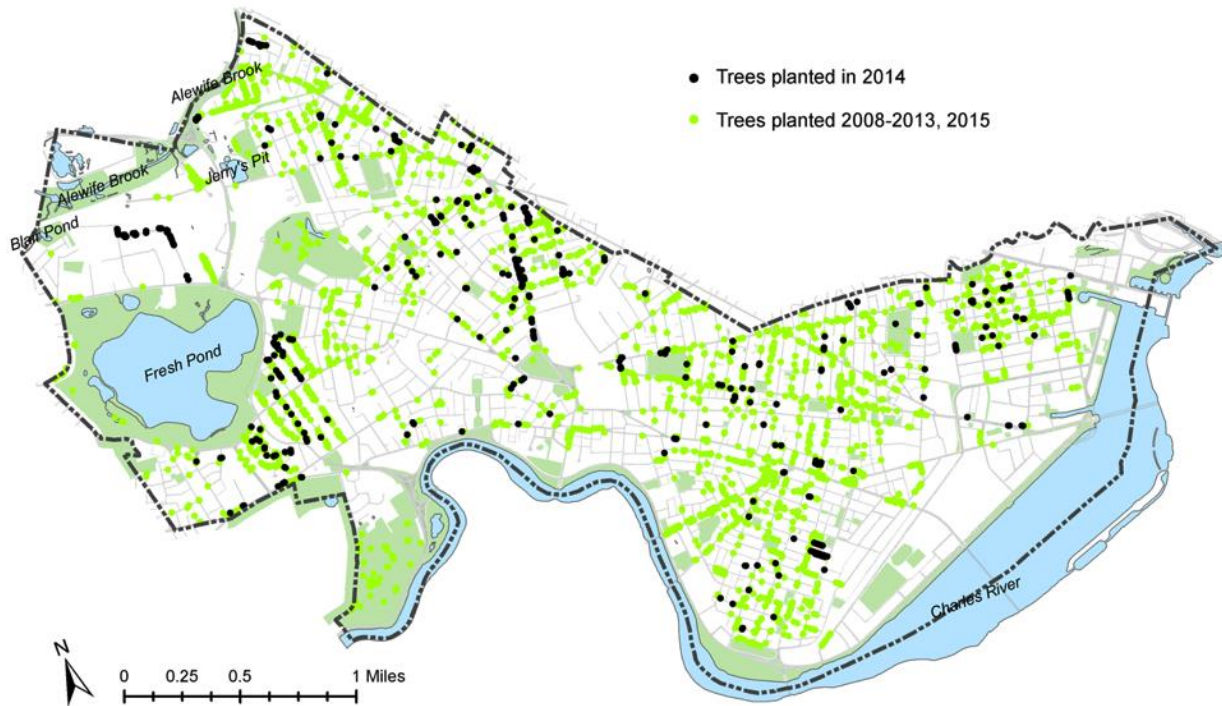 Trees planted in 2014
Trees planted 2008-2013, 2015
Alewife Brook
Jerry's Pit
Alewife Brook
Blair Pond
Fresh Pond
Charles River
N
0 0.25 0.5 1 Miles